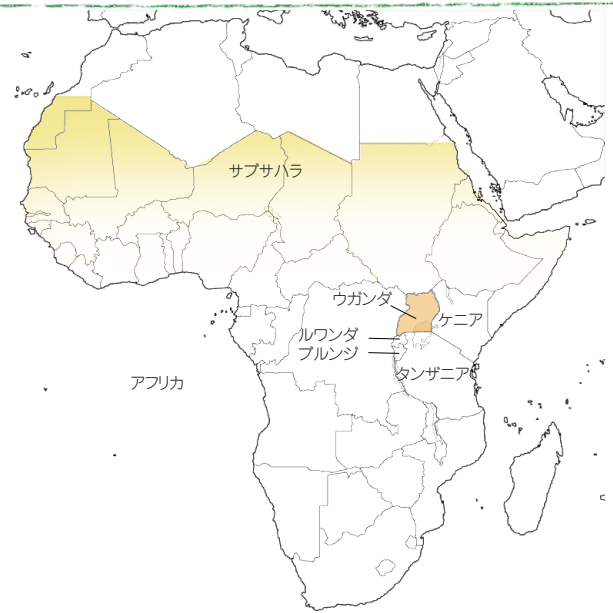 サブサハラ
ウガンダ
ケニア
ルワンダ
ブルンジ
タンザニア
アフリカ